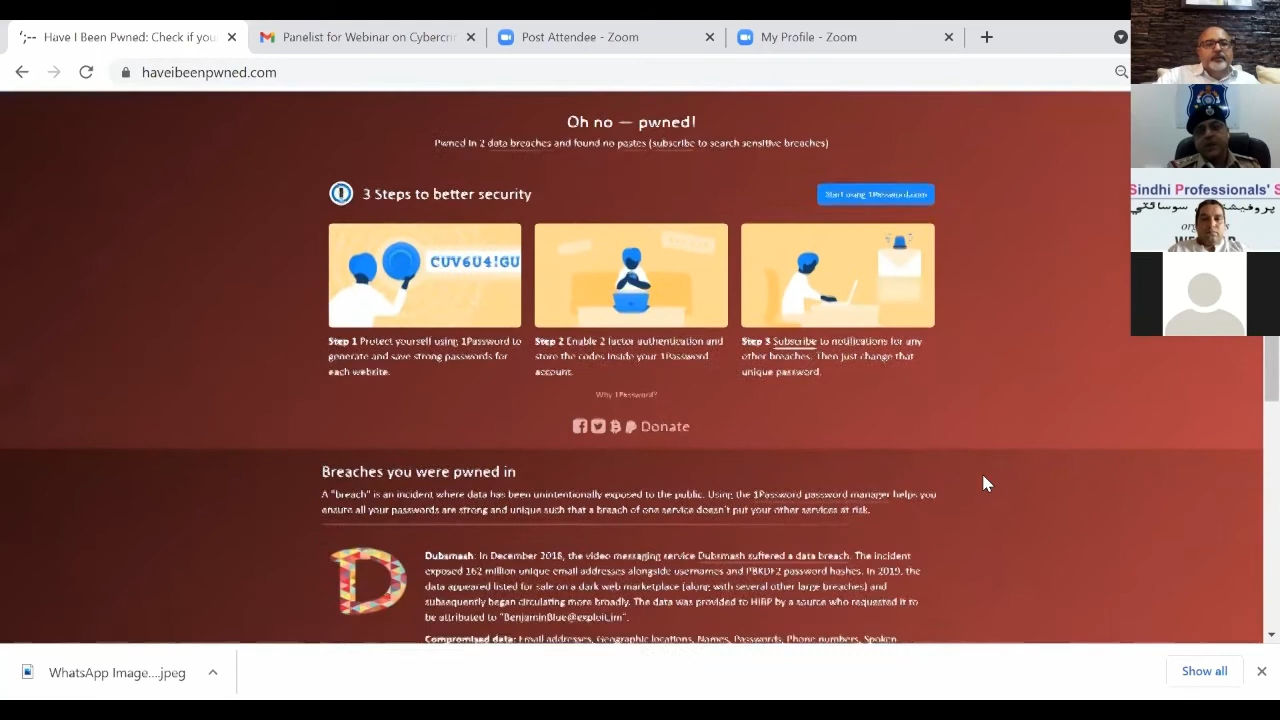 Have I Been Pwned: Check if you
Panelist for Webinar on Cybercri
Post Attendee - Zoom
My Profile - Zoom
haveibeenpwned.com
Oh no — pwned!
Pwned in 2 data breaches and found no pastes (subscribe to search sensitive breaches)
3 Steps to better security
Start using 1Password.com
CUV6U4!GU
Step 1 Protect yourself using 1Password to
generate and save strong passwords for
each website.
Step 2 Enable 2 factor authentication and
store the codes inside your 1Password
account.
Step 3 Subscribe to notifications for any
other breaches. Then just change that
unique password.
Why 1Password?
Donate
Breaches you were pwned in
A "breach" is an incident where data has been unintentionally exposed to the public. Using the 1Password password manager helps you
ensure all your passwords are strong and unique such that a breach of one service doesn't put your other services at risk.
Dubsmash: In December 2018, the video messaging service Dubsmash suffered a data breach. The incident
exposed 162 million unique email addresses alongside usernames and PBKDF2 password hashes. In 2019, the
data appeared listed for sale on a dark web marketplace (along with several other large breaches) and
subsequently began circulating more broadly. The data was provided to HIBP by a source who requested it to
be attributed to "BenjaminBlue@exploit.im".
Compromised data: Email addresses, Geographic locations, Names, Passwords, Phone numbers, Spoken
Sindhi Professionals' S
WhatsApp Image....jpeg
Show all